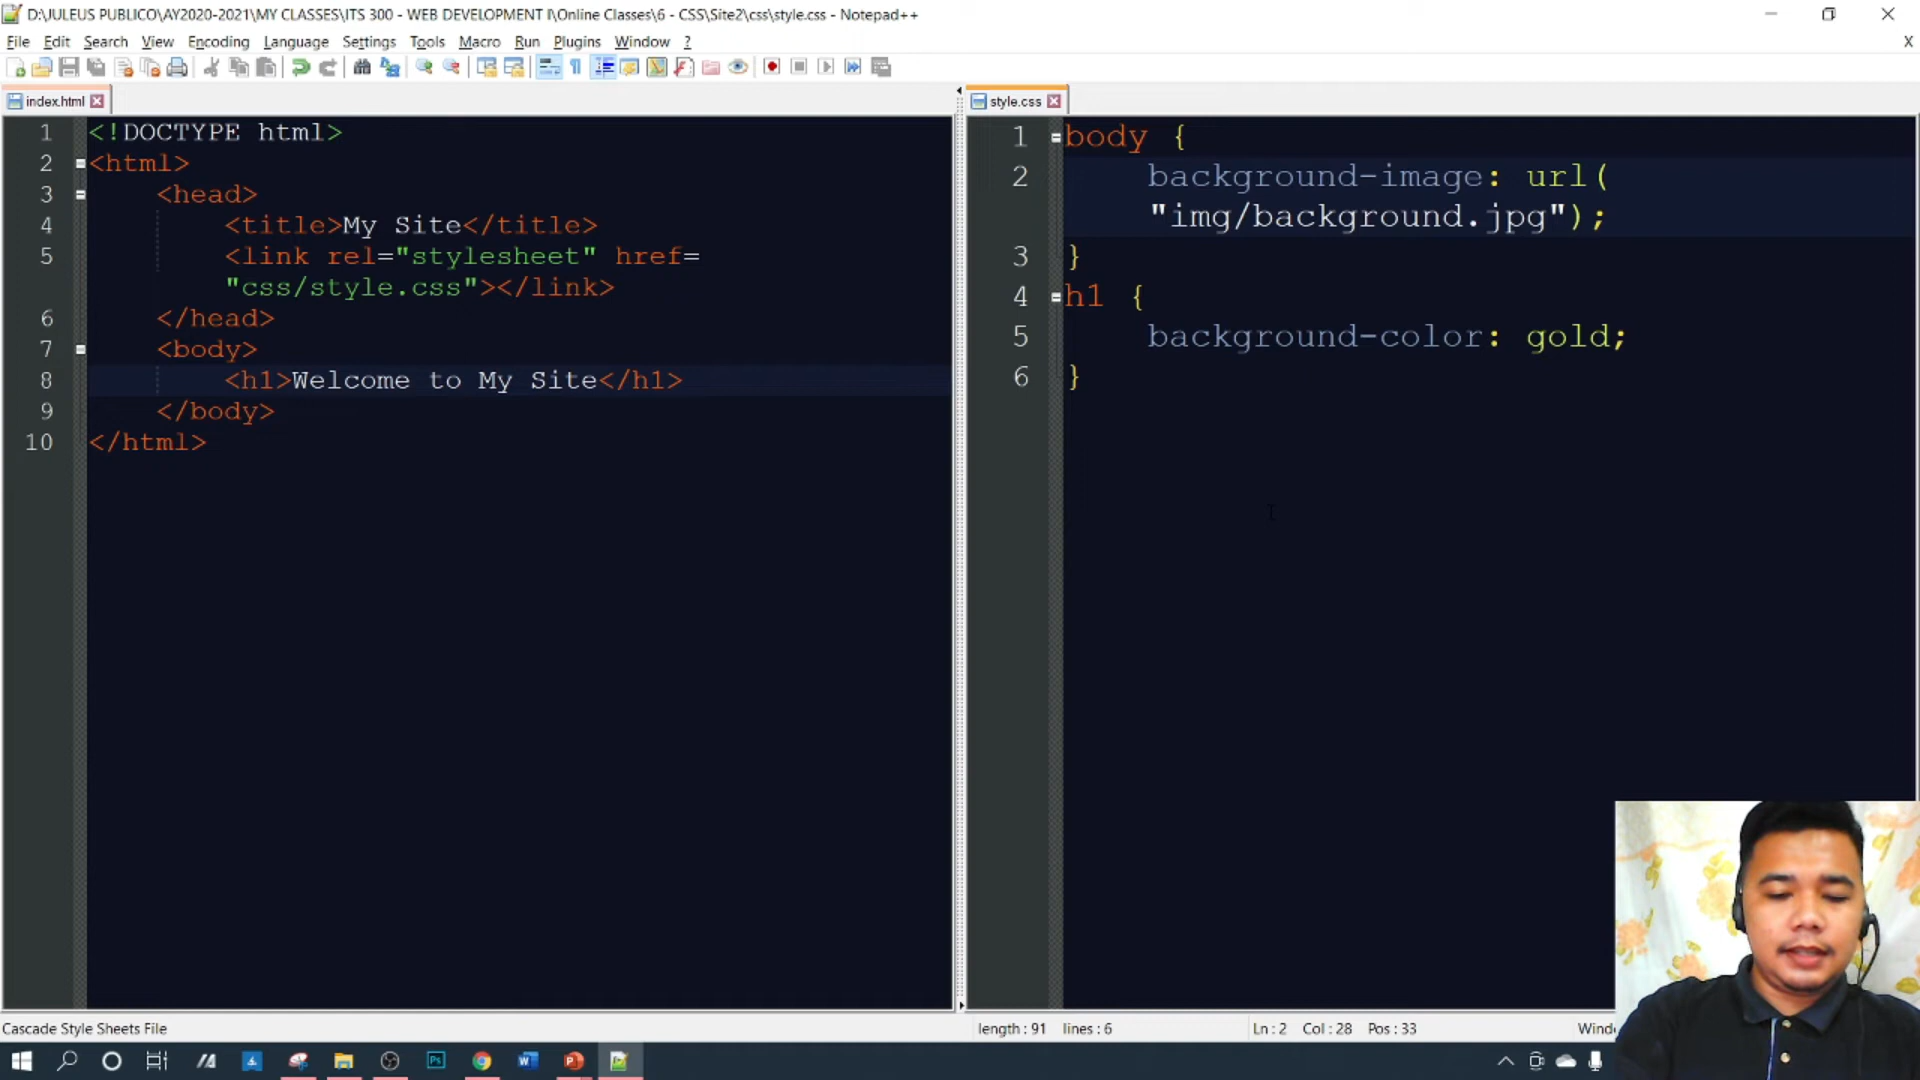 D:\JULEUS PUBLICO\AY2020-2021\MY CLASSES\ITS 300 - WEB DEVELOPMENT I\Online Classes\6 - CSS\Site2\css\style.css - Notepad++
File Edit Search View Encoding Language Settings Tools Macro Run Plugins Window ?
X
index.html
1 <!DOCTYPE html>
2 <html>
3 <head>
4 <title>My Site</title>
5 <link rel="stylesheet" href=
"css/style.css"></link>
6 </head>
7 <body>
8 <h1>Welcome to My Site</h1>
9 </body>
10 </html>
style.css
1 body {
2 background-image: url(
"img/background.jpg");
3 }
4 h1 {
5 background-color: gold;
6 }
Cascade Style Sheets File
length : 91 lines : 6
Ln : 2 Col : 28 Pos : 33